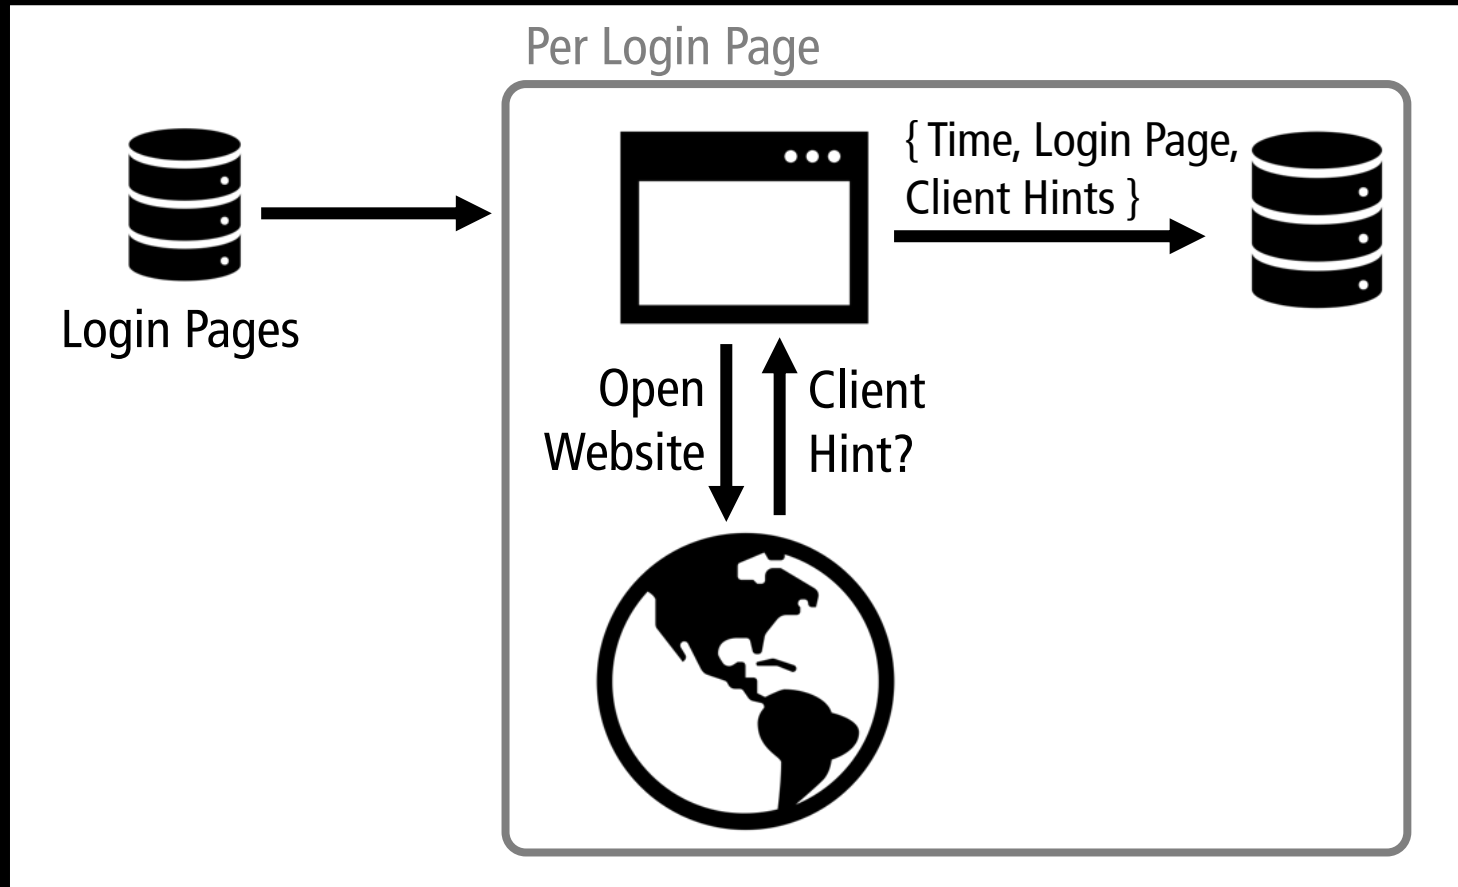 Per Login Page
{ Time, Login Page,
Client Hints }
Login Pages
Open
Website
Client
Hint?